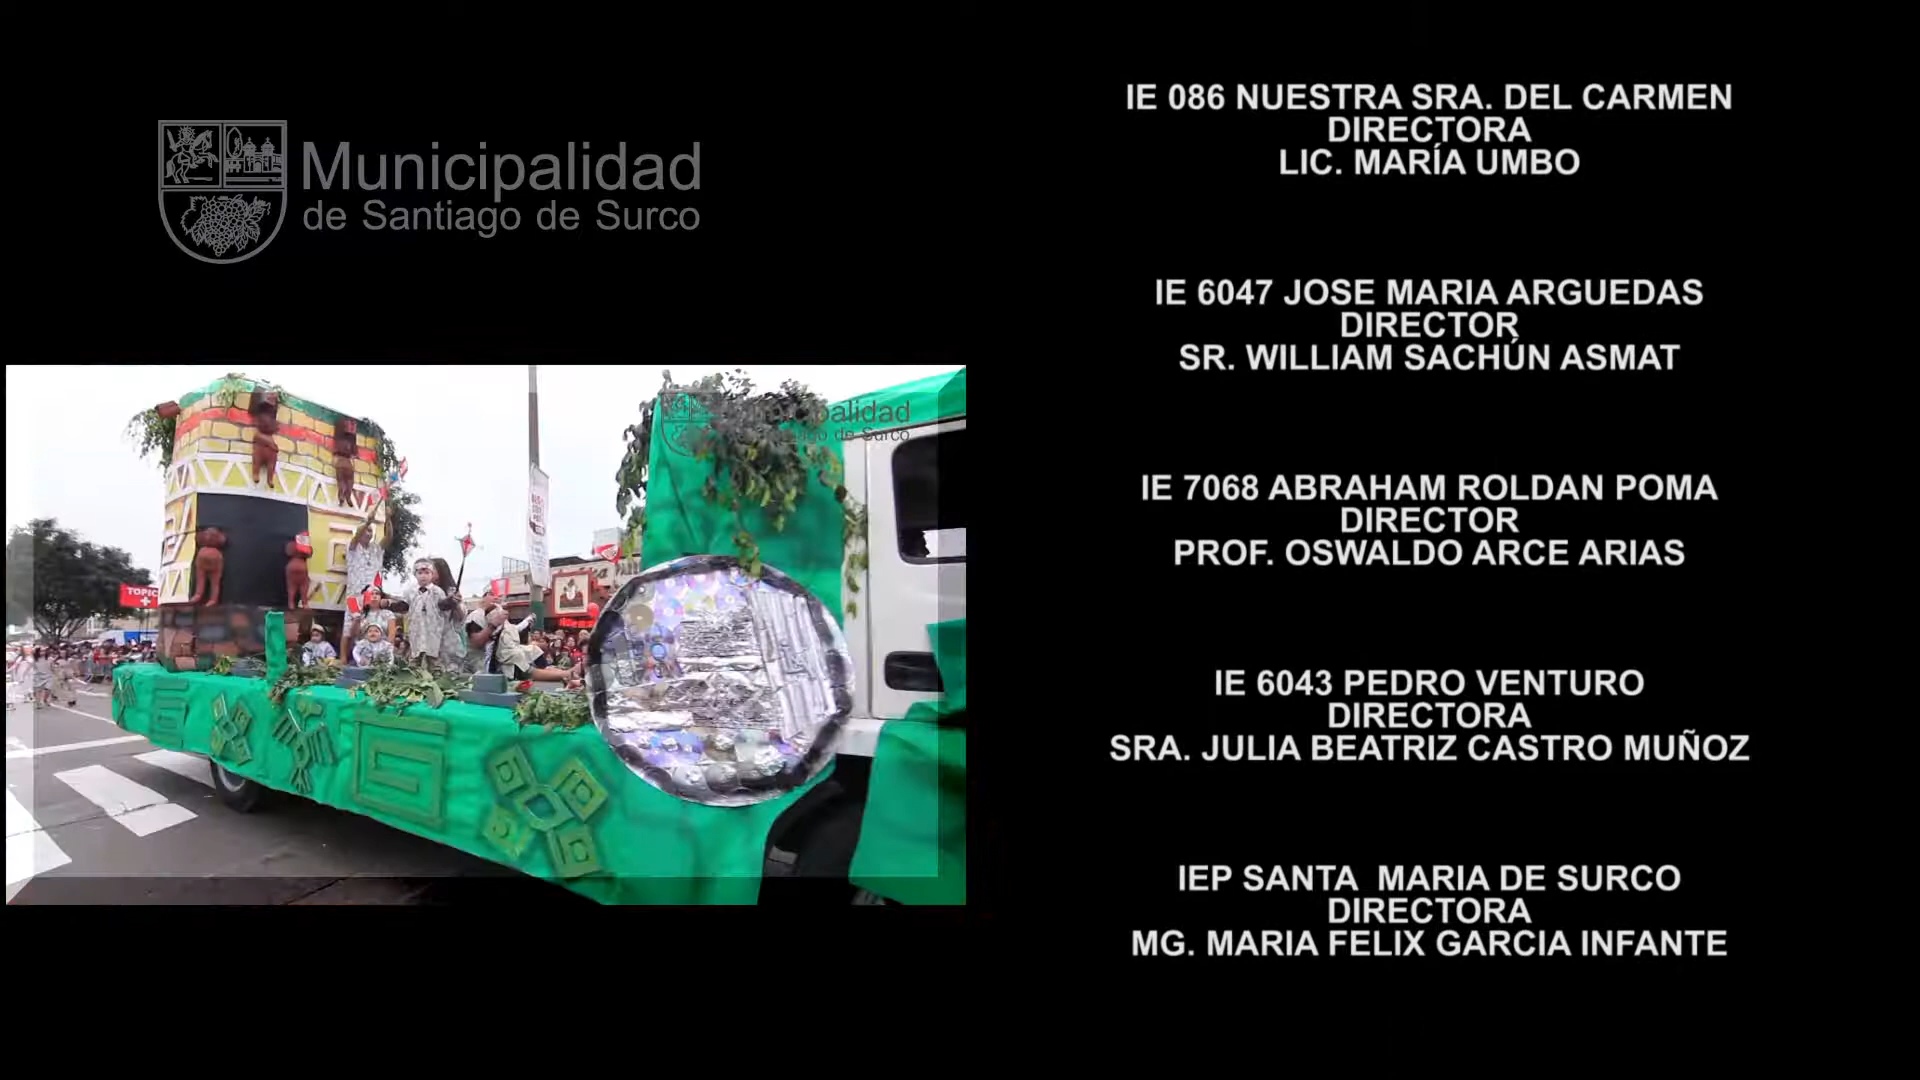 Municipalidad
de Santiago de Surco
TOPIC
IE 086 NUESTRA SRA. DEL CARMEN
DIRECTORA
LIC. MARÍA UMBO
IE 6047 JOSE MARIA ARGUEDAS
DIRECTOR
SR. WILLIAM SACHÚN ASMAT
IE 7068 ABRAHAM ROLDAN POMA
DIRECTOR
PROF. OSWALDO ARCE ARIAS
IE 6043 PEDRO VENTURO
DIRECTORA
SRA. JULIA BEATRIZ CASTRO MUÑOZ
IEP SANTA  MARIA DE SURCO
DIRECTORA
MG. MARIA FELIX GARCIA INFANTE